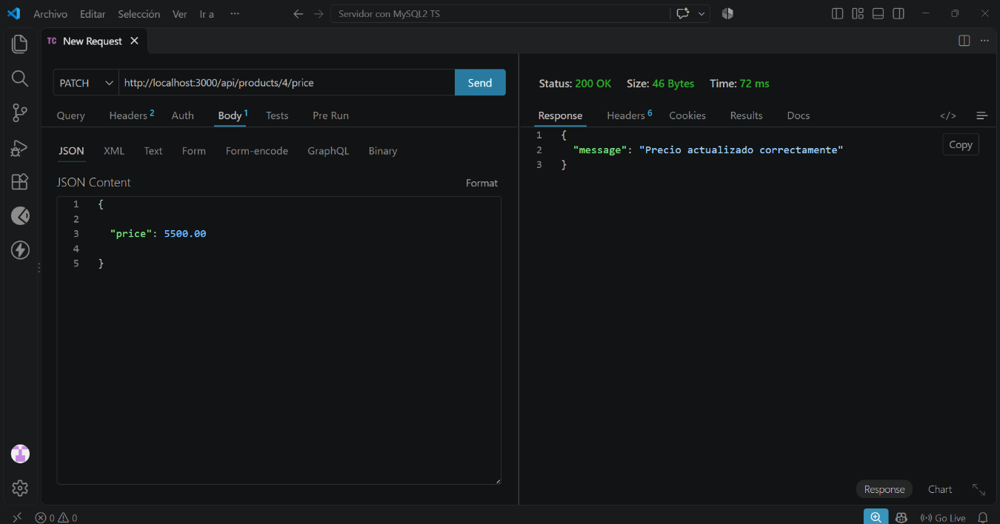 Archivo Editar Selección Ver Ir a ··· Servidor con MySQL2 TS
TC New Request
PATCH http://localhost:3000/api/products/4/price Send
Status: 200 OK Size: 46 Bytes Time: 72 ms
Query Headers 2 Auth Body 1 Tests Pre Run
Response Headers 6 Cookies Results Docs </>
JSON XML Text Form Form-encode GraphQL Binary
JSON Content Format
1 {
2
3 "price": 5500.00
4
5 }
1 {
2 "message": "Precio actualizado correctamente"
3 }
Copy
Response Chart
0 0 Go Live